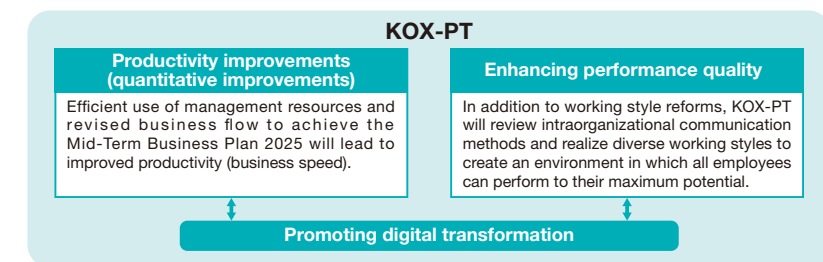 KOX-PT
Productivity improvements
(quantitative improvements)
Efficient use of management resources and
revised business flow to achieve the
Mid-Term Business Plan 2025 will lead to
improved productivity (business speed).
Enhancing performance quality
In addition to working style reforms, KOX-PT
will review intraorganizational communication
methods and realize diverse working styles to
create an environment in which all employees
can perform to their maximum potential.
Promoting digital transformation